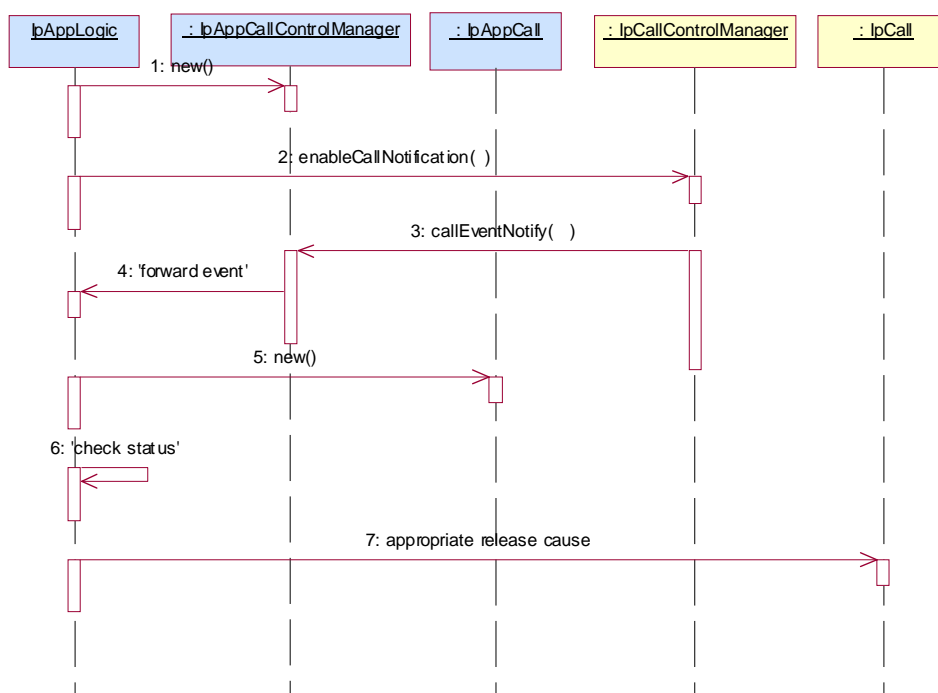 IpAppLogic
: IpAppCallControlManager
: IpAppCall
: IpCallControlManager
: IpCall
1: new()
2: enableCallNotification( )
3: callEventNotify( )
4: 'forward event'
5: new()
6: 'check status'
7: appropriate release cause